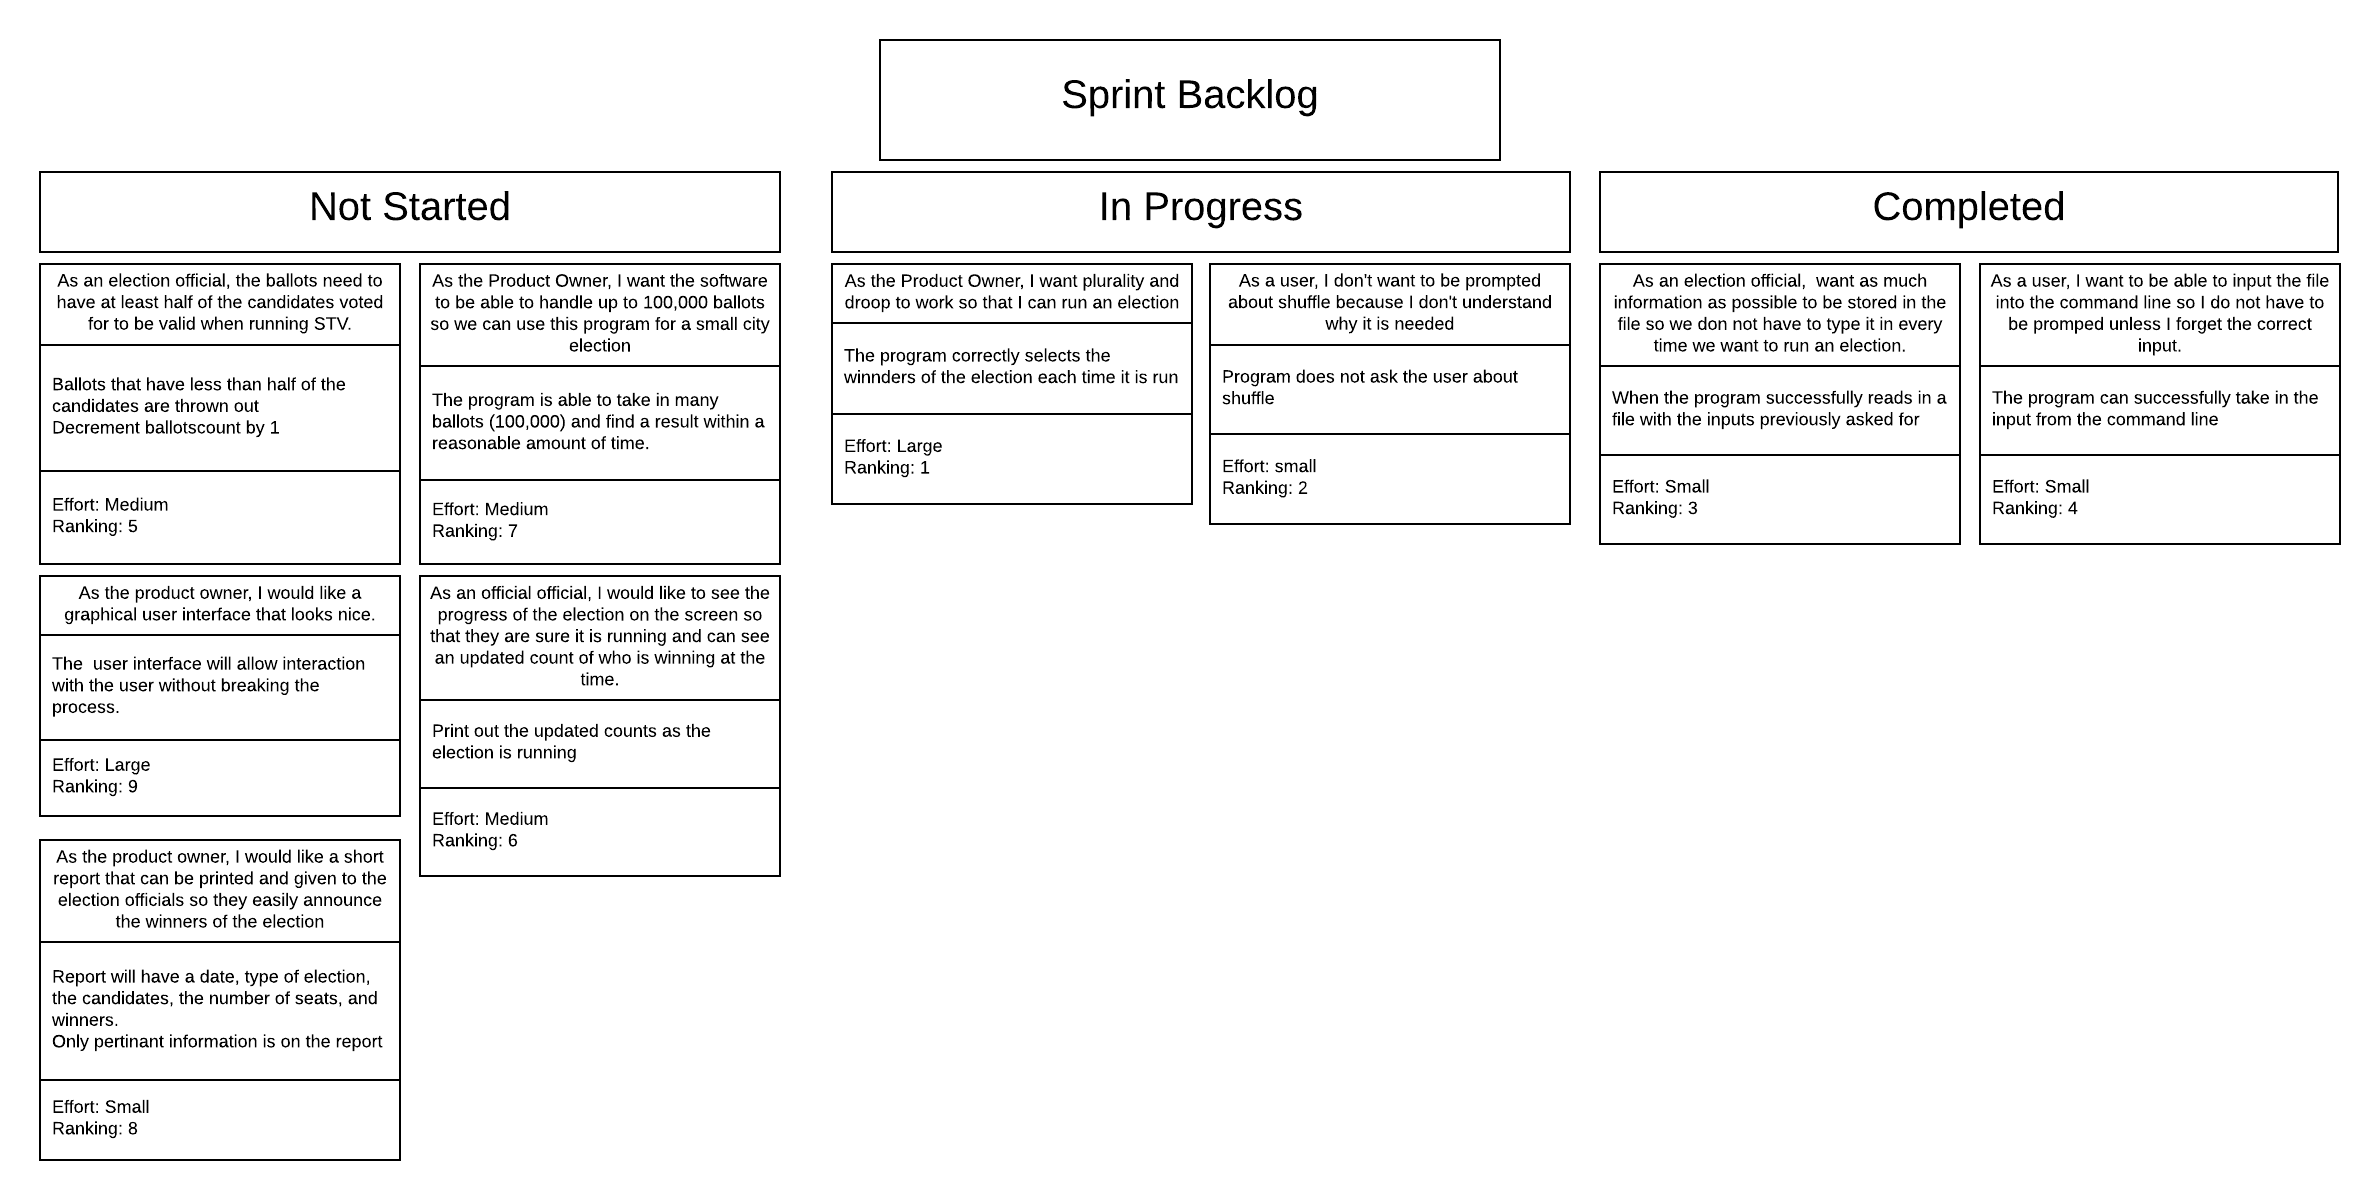 Sprint Backlog
Not Started
As an election official, the ballots need to
have at least half of the candidates voted
for to be valid when running STV.
Ballots that have less than half of the
candidates are thrown out
Decrement ballotscount by 1
Effort: Medium
Ranking: 5
As the Product Owner, I want the software
to be able to handle up to 100,000 ballots
so we can use this program for a small city
election
The program is able to take in many
ballots (100,000) and find a result within a
reasonable amount of time.
Effort: Medium
Ranking: 7
As the product owner, I would like a
graphical user interface that looks nice.
The  user interface will allow interaction
with the user without breaking the
process.
Effort: Large
Ranking: 9
As an official official, I would like to see the
progress of the election on the screen so
that they are sure it is running and can see
an updated count of who is winning at the
time.
Print out the updated counts as the
election is running
Effort: Medium
Ranking: 6
As the product owner, I would like a short
report that can be printed and given to the
election officials so they easily announce
the winners of the election
Report will have a date, type of election,
the candidates, the number of seats, and
winners.
Only pertinant information is on the report
Effort: Small
Ranking: 8
In Progress
As the Product Owner, I want plurality and
droop to work so that I can run an election
The program correctly selects the
winnders of the election each time it is run
Effort: Large
Ranking: 1
As a user, I don't want to be prompted
about shuffle because I don't understand
why it is needed
Program does not ask the user about
shuffle
Effort: small
Ranking: 2
Completed
As an election official,  want as much
information as possible to be stored in the
file so we don not have to type it in every
time we want to run an election.
When the program successfully reads in a
file with the inputs previously asked for
Effort: Small
Ranking: 3
As a user, I want to be able to input the file
into the command line so I do not have to
be promped unless I forget the correct
input.
The program can successfully take in the
input from the command line
Effort: Small
Ranking: 4